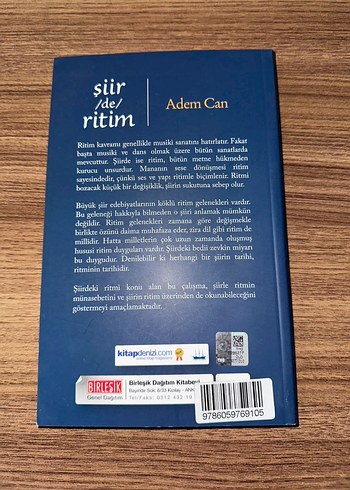 şiir
/de/
ritim
Adem Can
Ritim kavramı genellikle musiki sanatını hatırlatır. Fakat
başta musiki ve dans olmak üzere bütün sanatlarda
mevcuttur. Şiirde ise ritim, bütün metne hükmeden
kurucu unsurdur. Mananın sese dönüşmesi ritim
sayesindedir, çünkü ses ve yapı ritimle biçimlenir. Ritmi
bozacak küçük bir değişiklik, şiirin sukutuna sebep olur.
Büyük şiir edebiyatlarının köklü ritim gelenekleri vardır.
Bu geleneği hakkıyla bilmeden o şiiri anlamak mümkün
değildir. Ritim gelenekleri zamana göre değişmekle
birlikte özünü daima muhafaza eder, zira dil gibi ritim de
millidir. Hatta milletlerin çok uzun zamanda oluşmuş
hususi ritim duyguları vardır. Şiirdeki bedii zevkin miyarı
bu duygudur. Denilebilir ki herhangi bir şiirin tarihi,
ritminin tarihidir.
Şiirdeki ritmi konu alan bu çalışma, şiirle ritmin
münasebetini ve şiirin ritim üzerinden de okunabileceğini
göstermeyi amaçlamaktadır.
kitapdenizi.com
BİRLEŞİK
Genel Dağıtım
Birleşik Dağıtım Kitabevi
Tel/Faks: 0312 432 18
9786059769105